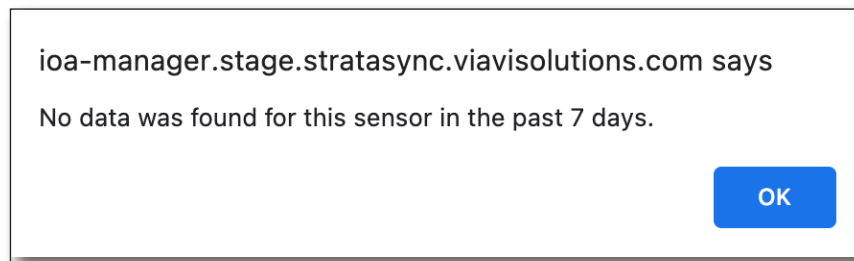 ioa-manager.stage.stratasync.viavisolutions.com says
No data was found for this sensor in the past 7 days.
OK